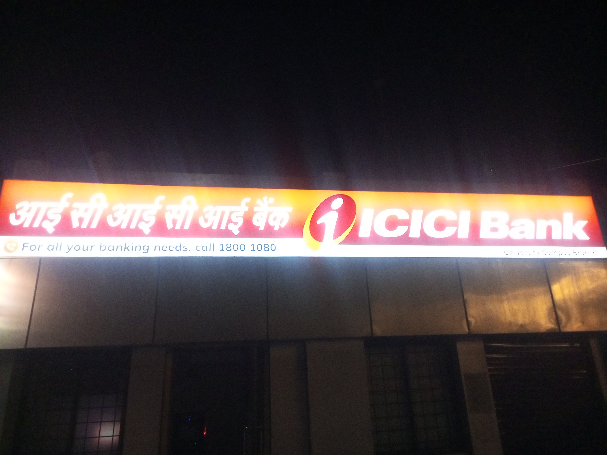 आई सी आई सी आई बैंक
i ICICI Bank
For all your banking needs, call 1800 1080